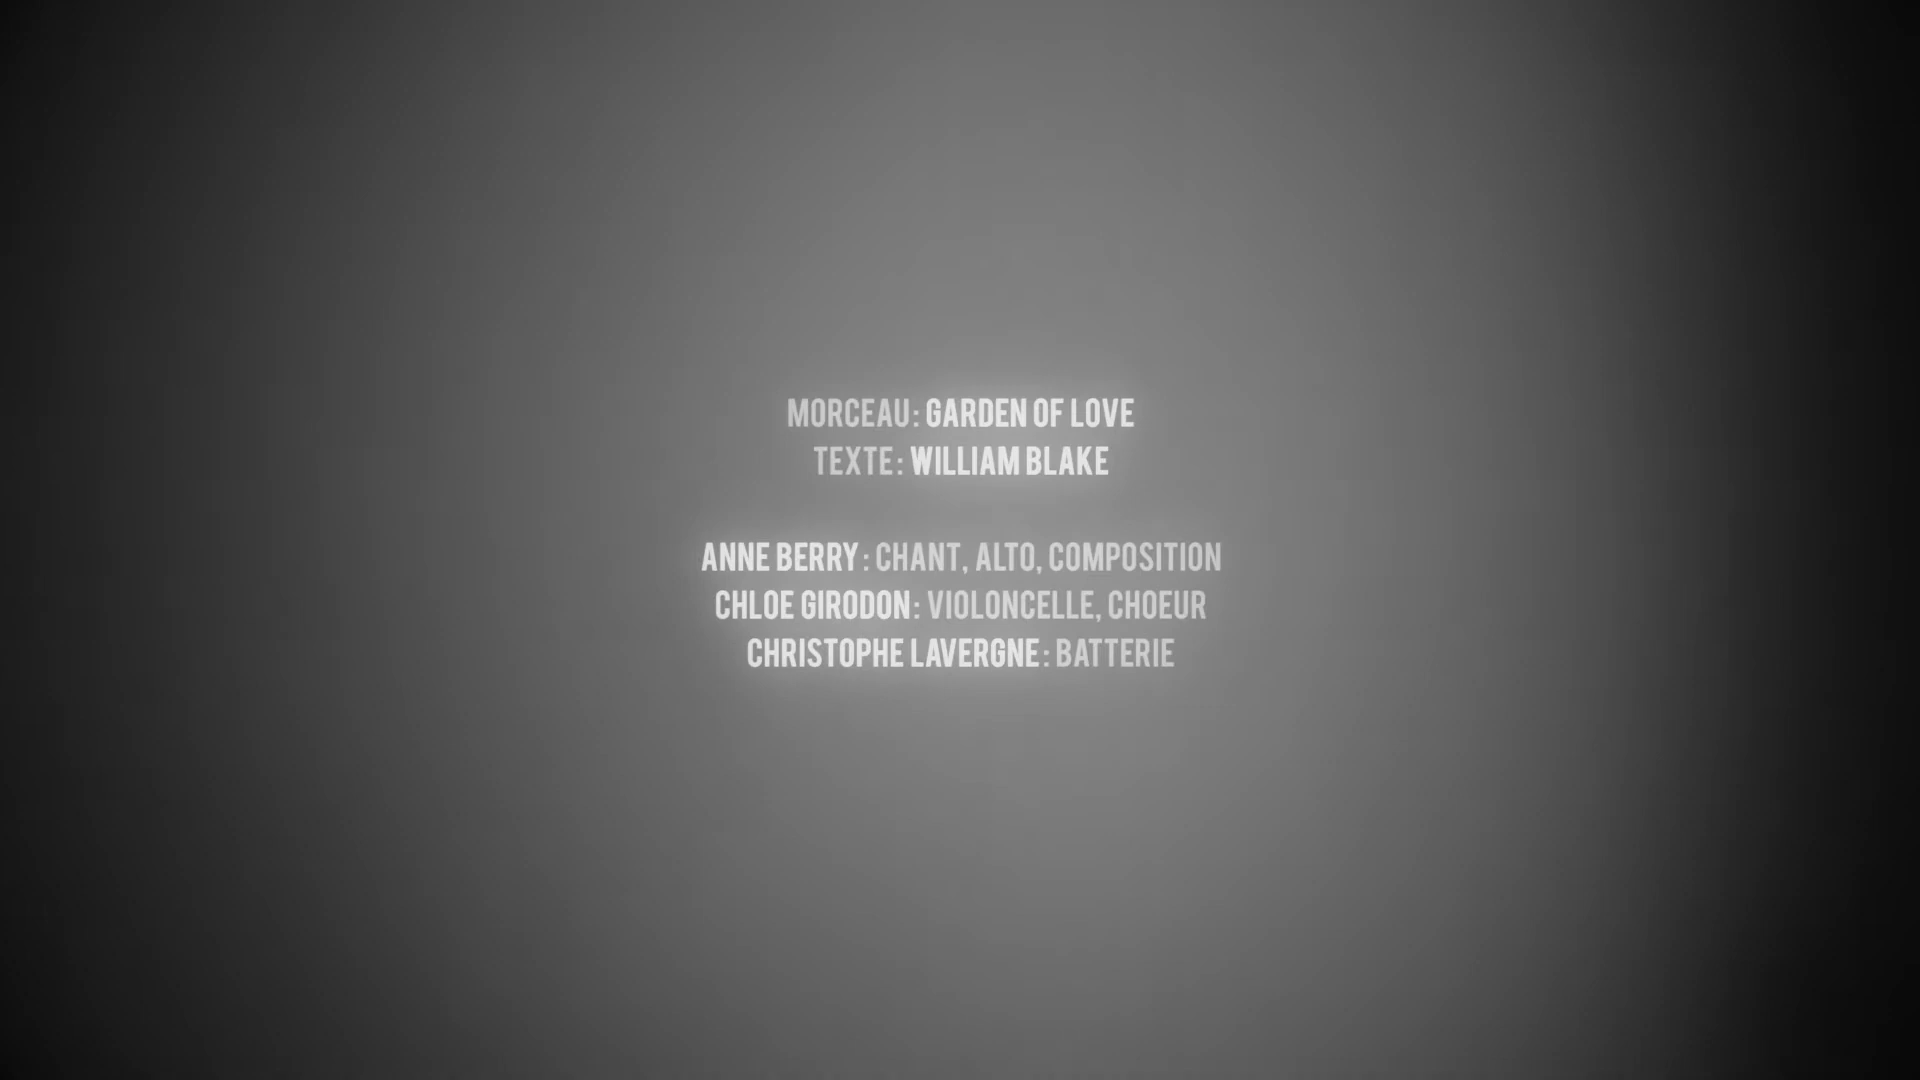 MORCEAU: GARDEN OF LOVE
TEXTE: WILLIAM BLAKE
ANNE BERRY: CHANT, ALTO, COMPOSITION
CHLOE GIRODON: VIOLONCELLE, CHOEUR
CHRISTOPHE LAVERGNE: BATTERIE